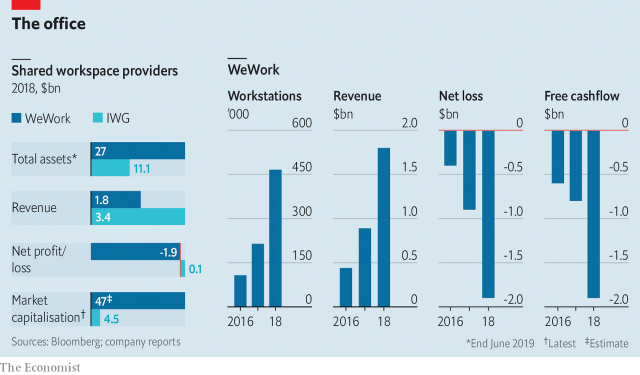 The office
Shared workspace providers
2018, $bn
WeWork IWG
Total assets* 27 11.1
Revenue 1.8 3.4
Net profit/
loss -1.9 0.1
Market
capitalisation† 47‡ 4.5
WeWork
Workstations
'000
600
450
300
150
0
2016 18
Revenue
$bn
2.0
1.5
1.0
0.5
0
2016 18
Net loss
$bn
0
-0.5
-1.0
-1.5
-2.0
2016 18
Free cashflow
$bn
0
-0.5
-1.0
-1.5
-2.0
2016 18
Sources: Bloomberg; company reports
*End June 2019 †Latest ‡Estimate
The Economist